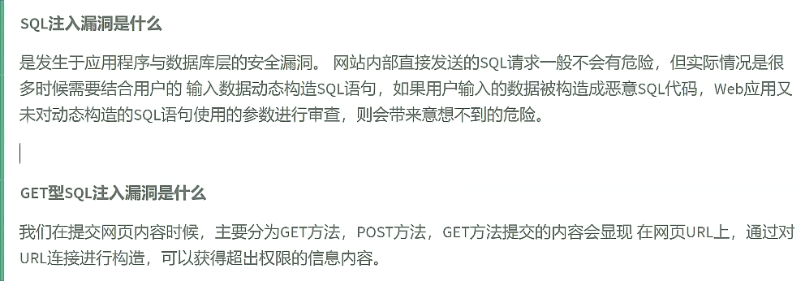 SQL注入漏洞是什么
是发生于应用程序与数据库层的安全漏洞。 网站内部直接发送的SQL请求一般不会有危险，但实际情况是很
多时候需要结合用户的 输入数据动态构造SQL语句，如果用户输入的数据被构造成恶意SQL代码，Web应用又
未对动态构造的SQL语句使用的参数进行审查，则会带来意想不到的危险。
GET型SQL注入漏洞是什么
我们在提交网页内容时候，主要分为GET方法，POST方法，GET方法提交的内容会显现 在网页URL上，通过对
URL连接进行构造，可以获得超出权限的信息内容。